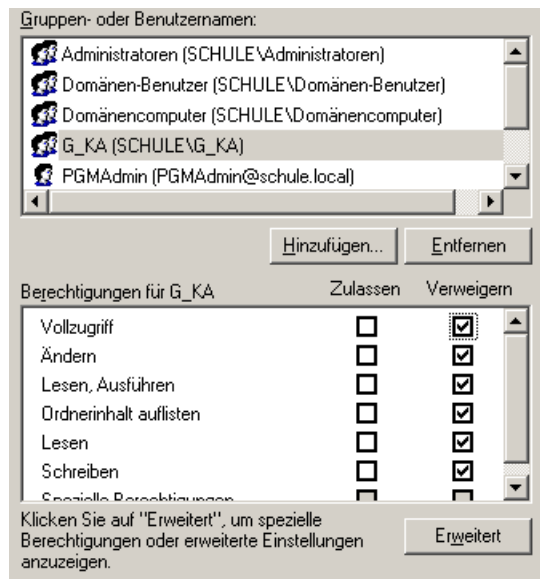 Gruppen- oder Benutzernamen:
Administratoren (SCHULE\Administratoren)
Domänen-Benutzer (SCHULE\Domänen-Benutzer)
Domänencomputer (SCHULE\Domänencomputer)
G_KA (SCHULE\G_KA)
PGMAdmin (PGMAdmin@schule.local)
Hinzufügen... Entfernen
Berechtigungen für G_KA Zulassen Verweigern
Vollzugriff
Ändern
Lesen, Ausführen
Ordnerinhalt auflisten
Lesen
Schreiben
Spezielle Berechtigungen
Klicken Sie auf "Erweitert", um spezielle
Berechtigungen oder erweiterte Einstellungen
anzuzeigen.
Erweitert